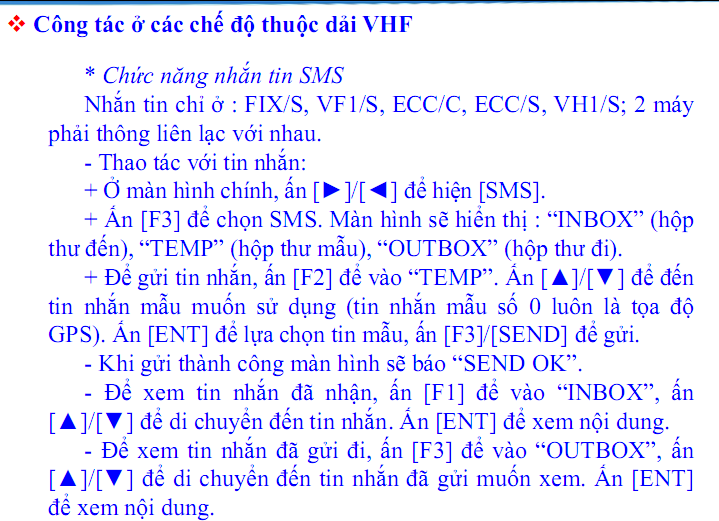 ❖ Công tác ở các chế độ thuộc dải VHF
* Chức năng nhắn tin SMS
Nhắn tin chỉ ở : FIX/S, VF1/S, ECC/C, ECC/S, VH1/S; 2 máy
phải thông liên lạc với nhau.
- Thao tác với tin nhắn:
+ Ở màn hình chính, ấn [►]/[◄] để hiện [SMS].
+ Ấn [F3] để chọn SMS. Màn hình sẽ hiển thị : “INBOX” (hộp
thư đến), “TEMP” (hộp thư mẫu), “OUTBOX” (hộp thư đi).
+ Để gửi tin nhắn, ấn [F2] để vào “TEMP”. Ấn [▲]/[▼] để đến
tin nhắn mẫu muốn sử dụng (tin nhắn mẫu số 0 luôn là tọa độ
GPS). Ấn [ENT] để lựa chọn tin mẫu, ấn [F3]/[SEND] để gửi.
- Khi gửi thành công màn hình sẽ báo “SEND OK”.
- Để xem tin nhắn đã nhận, ấn [F1] để vào “INBOX”, ấn
[▲]/[▼] để di chuyển đến tin nhắn. Ấn [ENT] để xem nội dung.
- Để xem tin nhắn đã gửi đi, ấn [F3] để vào “OUTBOX”, ấn
[▲]/[▼] để di chuyển đến tin nhắn đã gửi muốn xem. Ấn [ENT]
để xem nội dung.